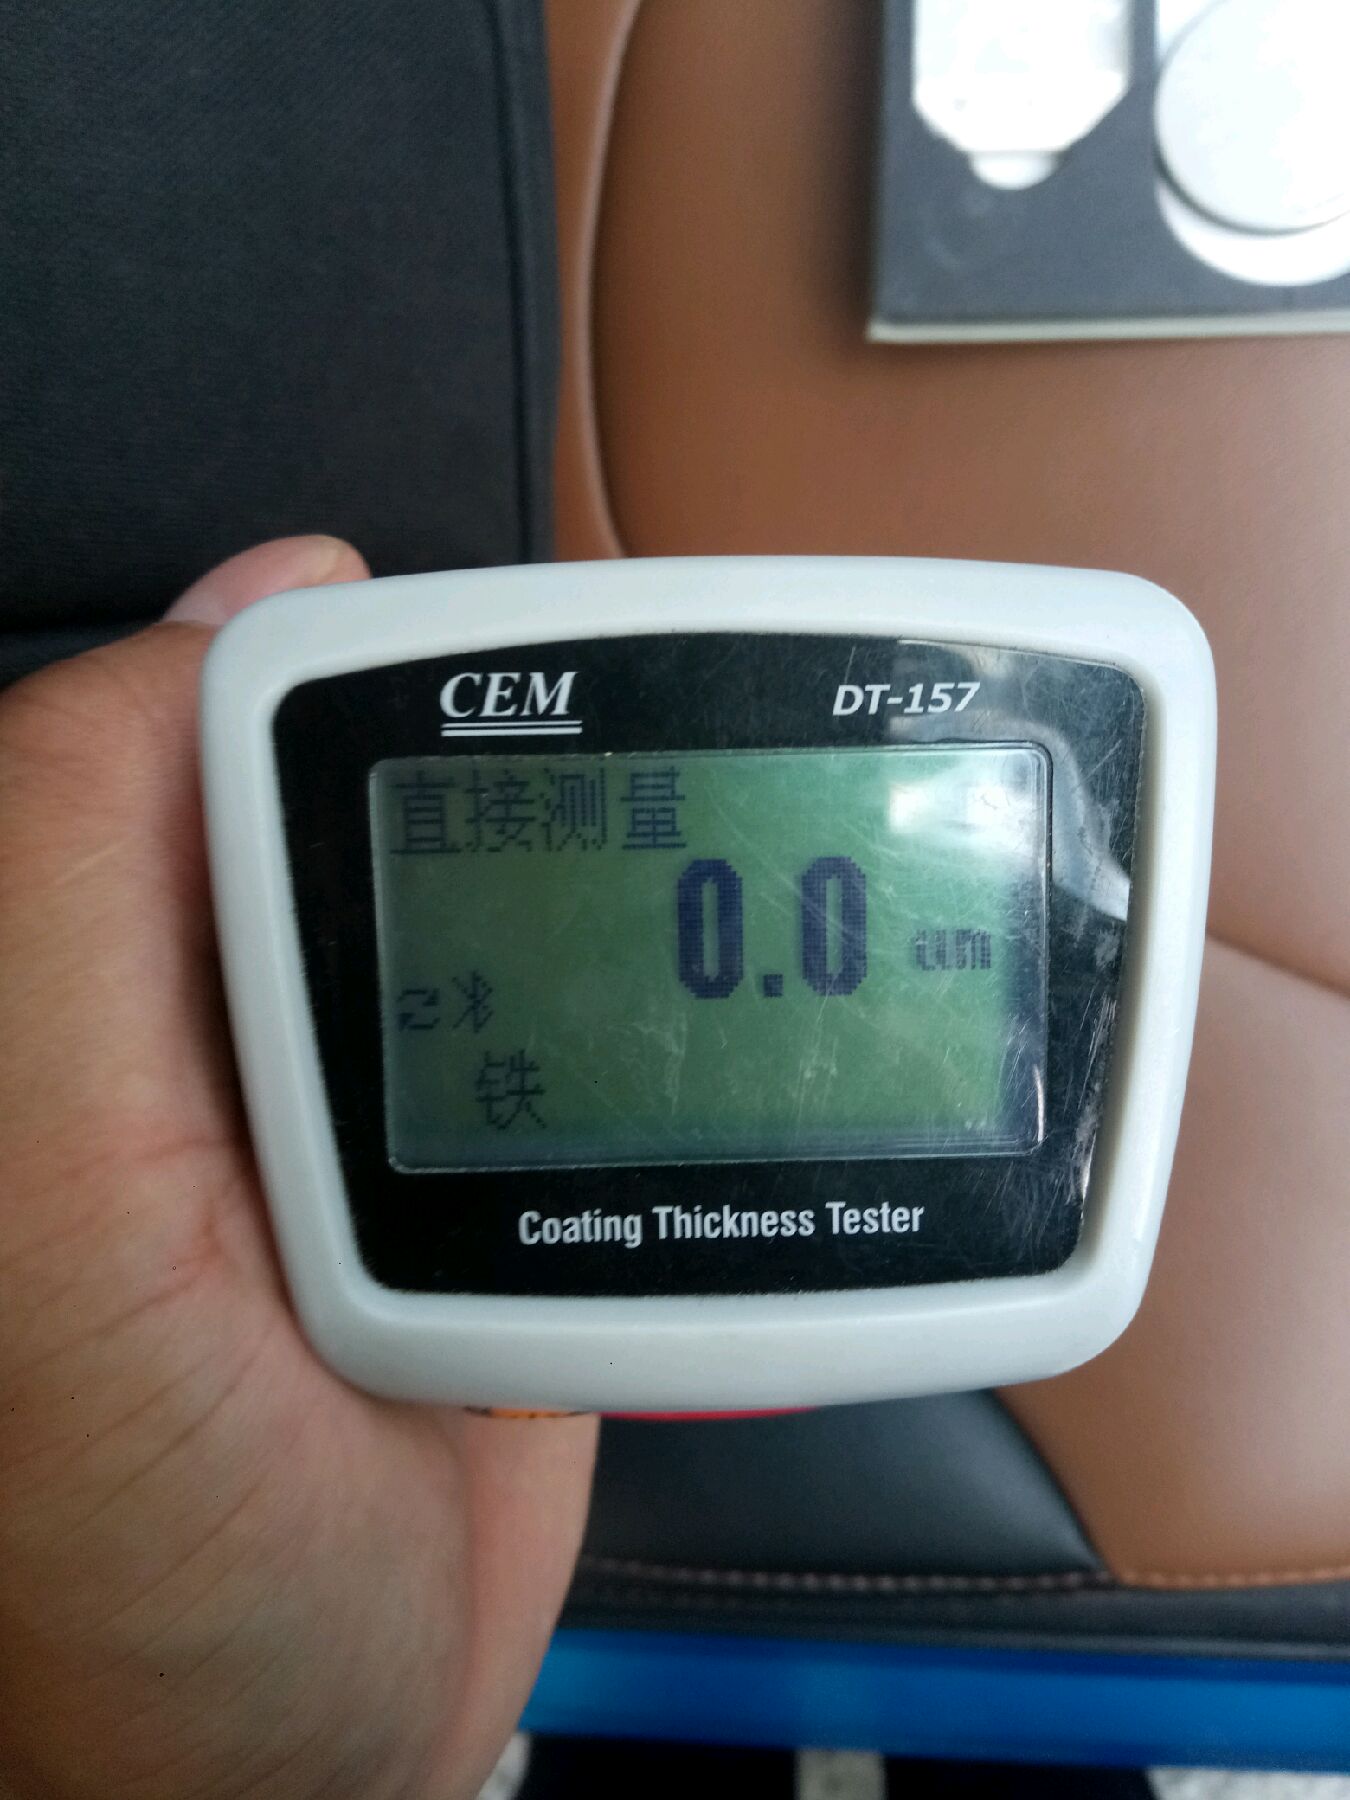 CEM DT-157
直接测量
0.0 um
铁
Coating Thickness Tester